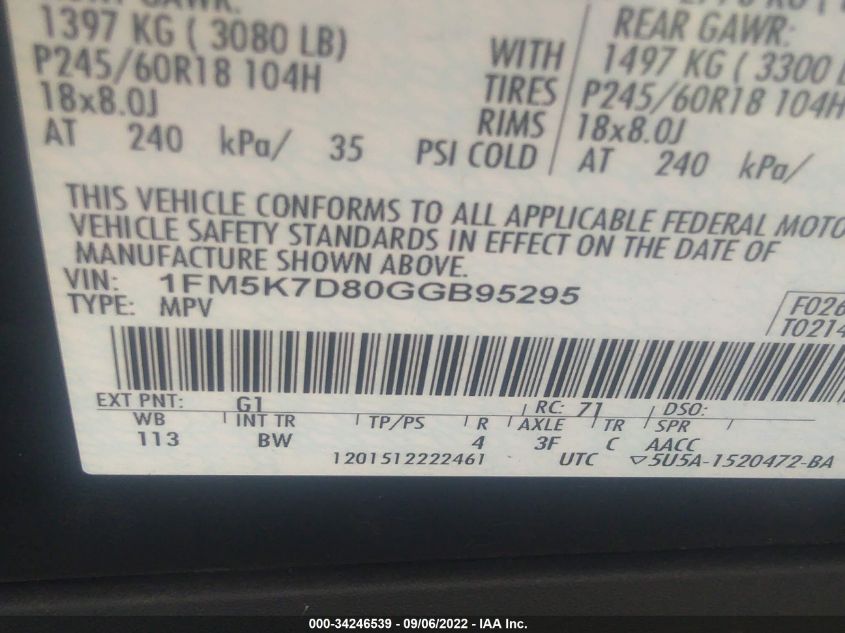 GAWR:
1397 KG ( 3080 LB)
P245/60R18 104H
18x8.0J
AT 240 kPa/ 35 PSI COLD
WITH
TIRES
RIMS
REAR GAWR:
1497 KG ( 3300
P245/60R18 104H
18x8.0J
AT 240 kPa/
THIS VEHICLE CONFORMS TO ALL APPLICABLE FEDERAL MOTO
VEHICLE SAFETY STANDARDS IN EFFECT ON THE DATE OF
MANUFACTURE SHOWN ABOVE.
VIN: 1FM5K7D80GGB95295
TYPE: MPV
F026
T0214
EXT PNT: G1 RC: 71 DSO:
WB INT TR TP/PS R AXLE TR SPR
113 BW 4 3F C AACC
1201512222461 UTC ▽5U5A-1520472-BA
000-34246539 - 09/06/2022 - IAA Inc.